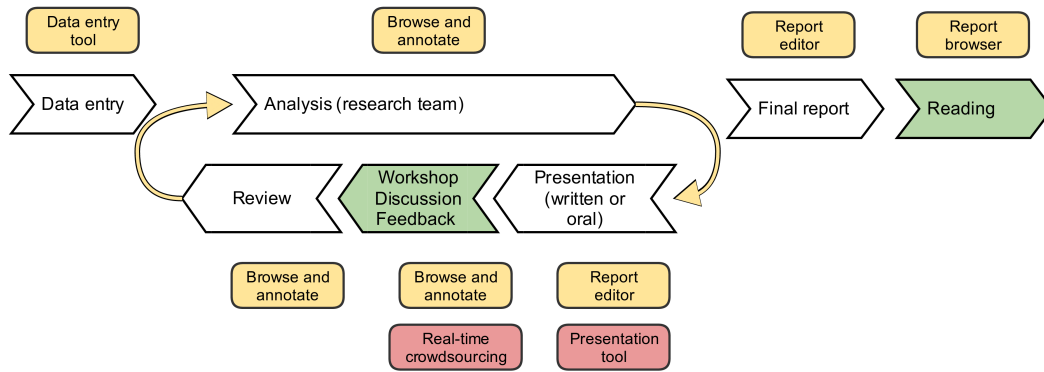 Data entry
tool
Browse and
annotate
Report
editor
Report
browser
Data entry
Analysis (research team)
Final report
Reading
Review
Workshop
Discussion
Feedback
Presentation
(written or
oral)
Browse and
annotate
Browse and
annotate
Report
editor
Real-time
crowdsourcing
Presentation
tool